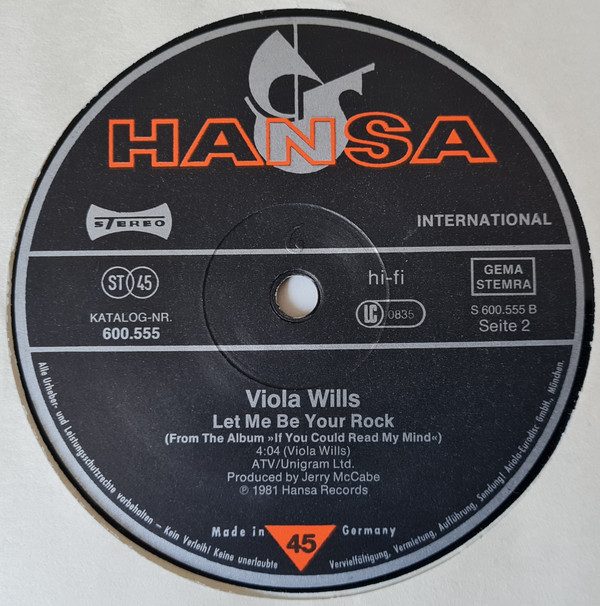 HANSA
STEREO
INTERNATIONAL
ST 45
hi-fi
GEMA
STEMRA
KATALOG-NR.
600.555
LC 0835
S 600.555 B
Seite 2
Viola Wills
Let Me Be Your Rock
(From The Album »If You Could Read My Mind«)
4:04 (Viola Wills)
ATV/Unigram Ltd.
Produced by Jerry McCabe
℗ 1981 Hansa Records
Made in Germany
45
Alle Urheber- und Leistungsschutzrechte vorbehalten – Kein Verleih! Keine unerlaubte Vervielfältigung, Vermietung, Aufführung, Sendung! Ariola-Eurodisc GmbH, München.